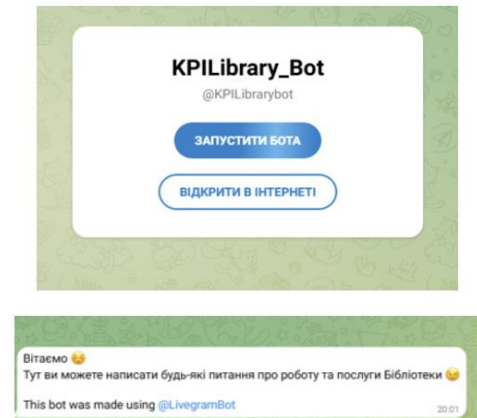 KPILibrary_Bot
@KPILibrarybot
ЗАПУСТИТИ БОТА
ВІДКРИТИ В ІНТЕРНЕТІ
Вітаємо 😉
Тут ви можете написати будь-які питання про роботу та послуги Бібліотеки 😉
This bot was made using @LivegramBot
20:01